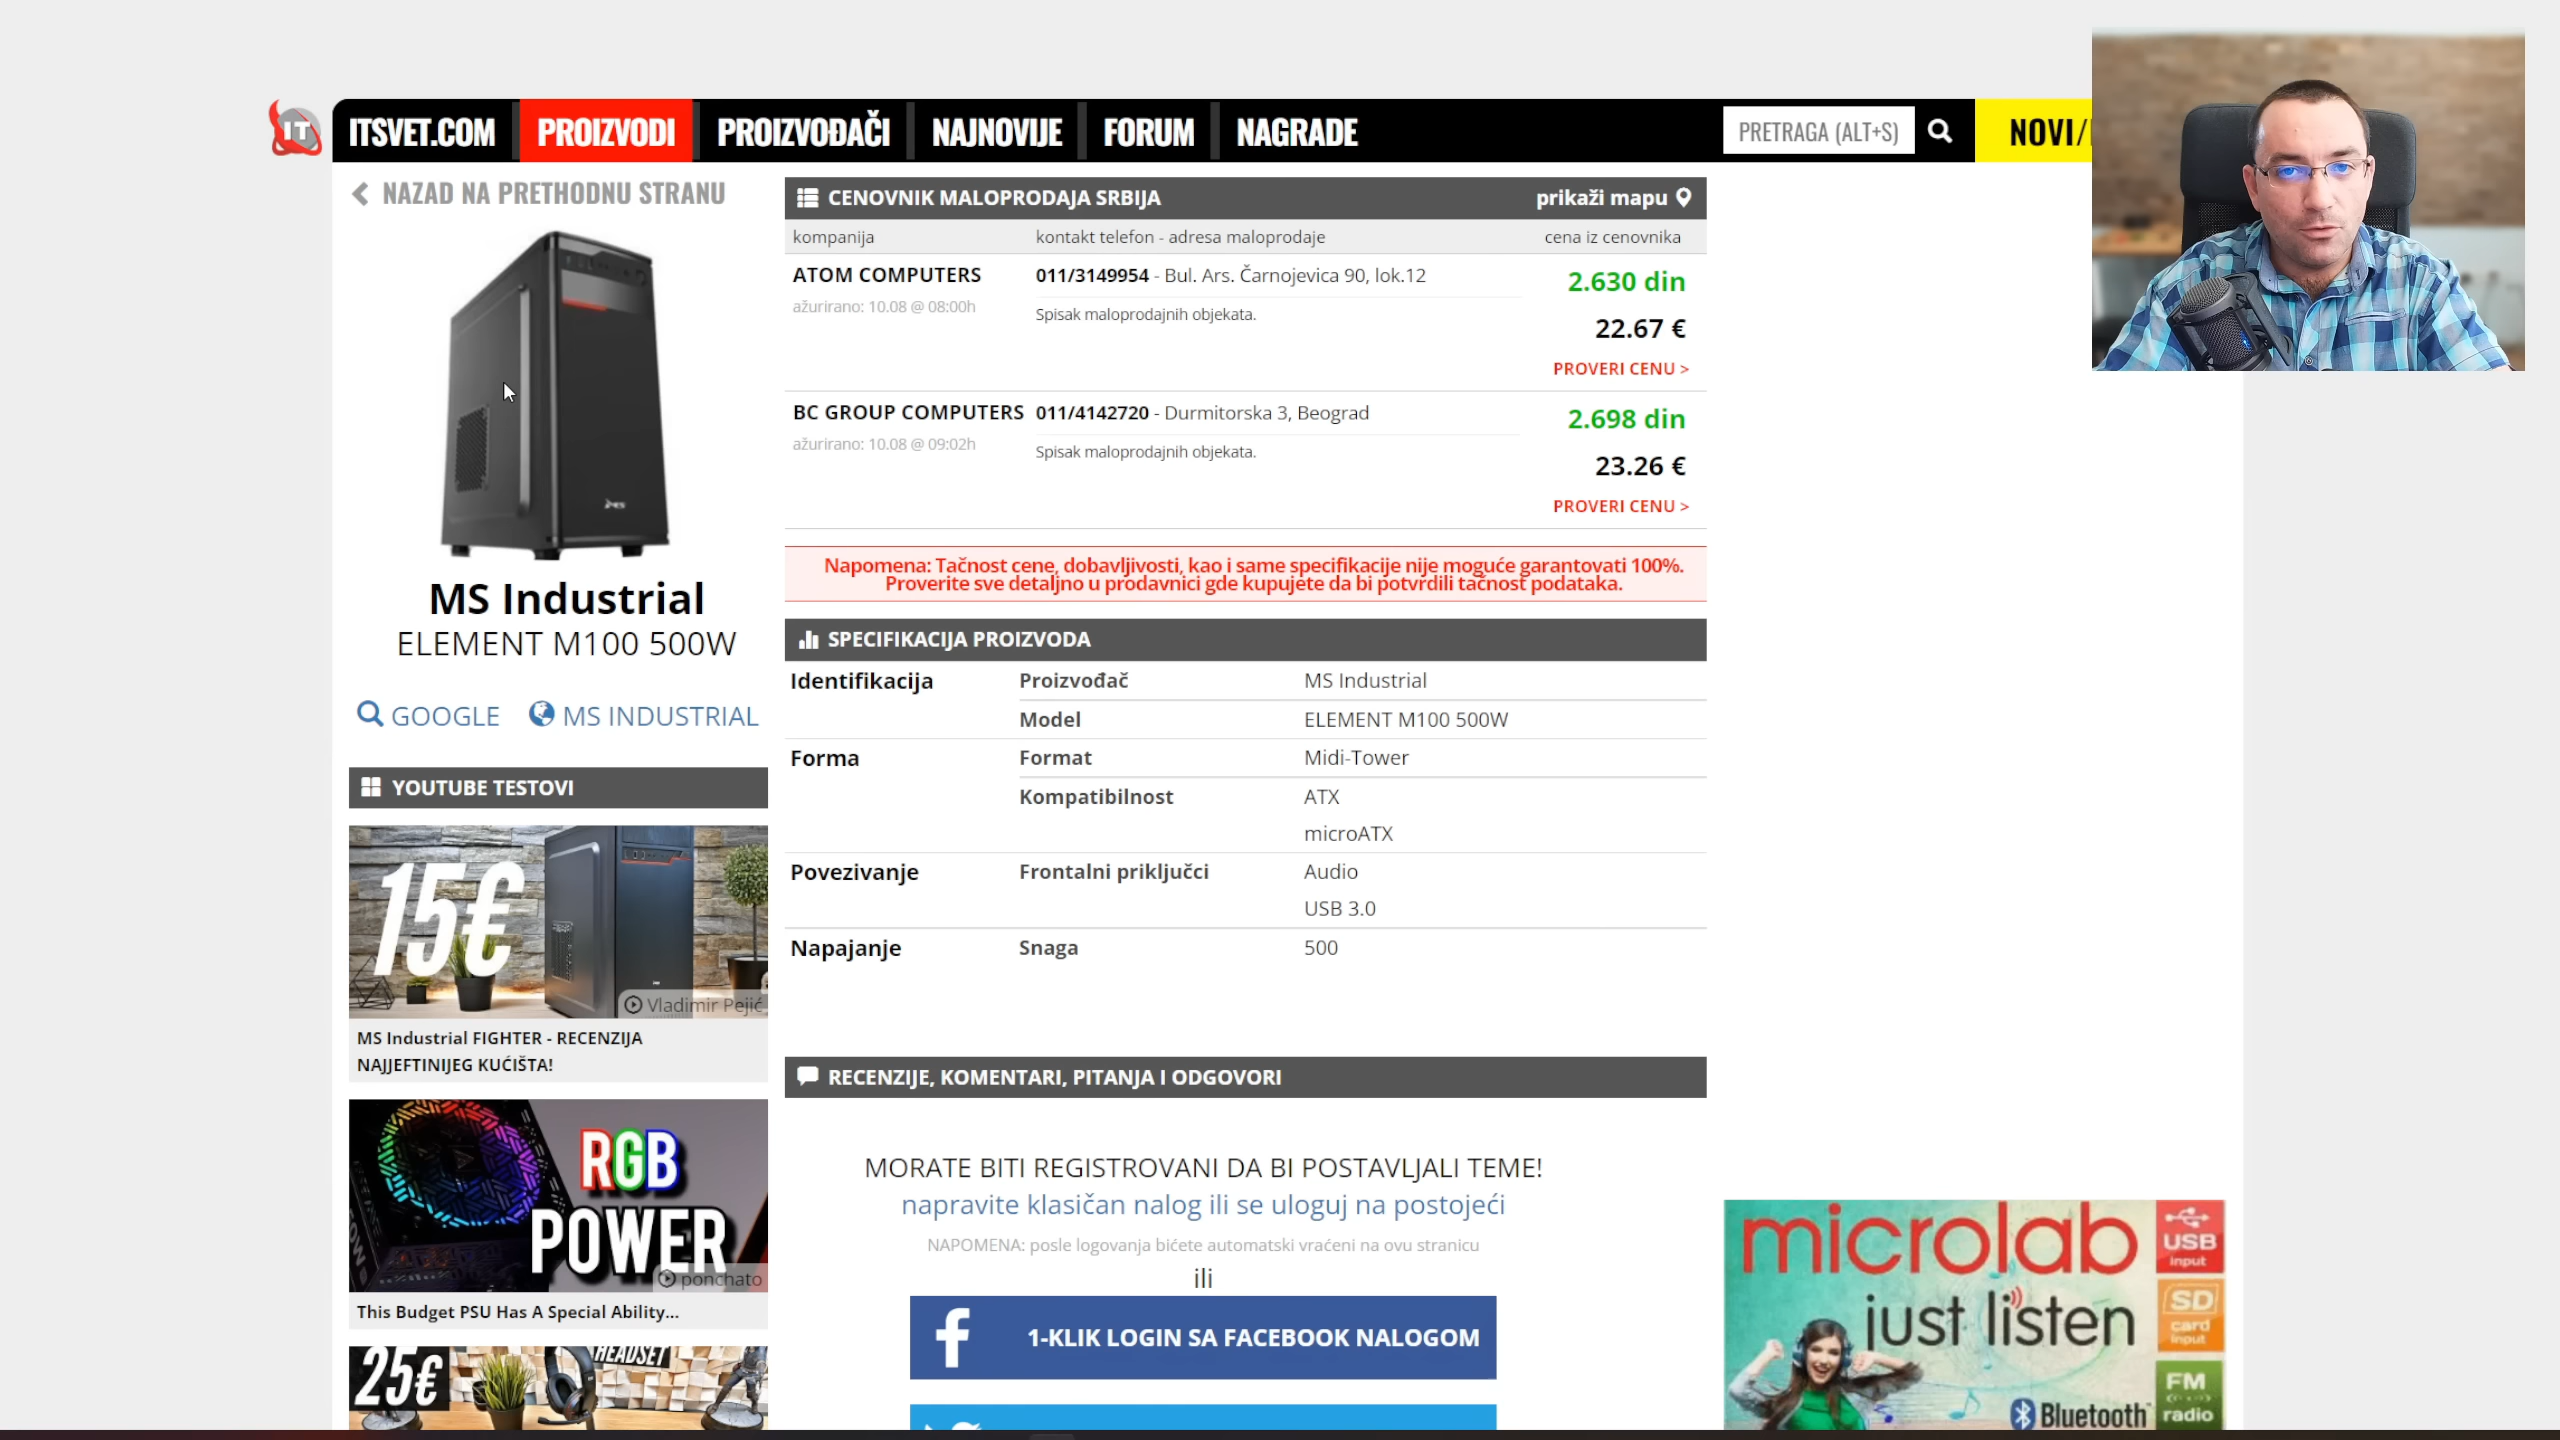 IT
ITSVET.COM
PROIZVODI
PROIZVOĐAČI
NAJNOVIJE
FORUM
NAGRADE
PRETRAGA (ALT+S)
NOVI/
NAZAD NA PRETHODNU STRANU
MS Industrial
ELEMENT M100 500W
GOOGLE
MS INDUSTRIAL
YOUTUBE TESTOVI
15€
Vladimir Pejić
MS Industrial FIGHTER - RECENZIJA
NAJJEFTINIJEG KUĆIŠTA!
RGB
POWER
ponchato
This Budget PSU Has A Special Ability...
25€
HEADSET
CENOVNIK MALOPRODAJA SRBIJA
prikaži mapu
kompanija
kontakt telefon - adresa maloprodaje
cena iz cenovnika
ATOM COMPUTERS
011/3149954 - Bul. Ars. Čarnojevica 90, lok.12
2.630 din
ažurirano: 10.08 @ 08:00h
Spisak maloprodajnih objekata.
22.67 €
PROVERI CENU >
BC GROUP COMPUTERS
011/4142720 - Durmitorska 3, Beograd
2.698 din
ažurirano: 10.08 @ 09:02h
Spisak maloprodajnih objekata.
23.26 €
PROVERI CENU >
Napomena: Tačnost cene, dobavljivosti, kao i same specifikacije nije moguće garantovati 100%.
Proverite sve detaljno u prodavnici gde kupujete da bi potvrdili tačnost podataka.
SPECIFIKACIJA PROIZVODA
Identifikacija
Proizvođač
MS Industrial
Model
ELEMENT M100 500W
Forma
Format
Midi-Tower
Kompatibilnost
ATX
microATX
Povezivanje
Frontalni priključci
Audio
USB 3.0
Napajanje
Snaga
500
RECENZIJE, KOMENTARI, PITANJA I ODGOVORI
MORATE BITI REGISTROVANI DA BI POSTAVLJALI TEME!
napravite klasičan nalog ili se uloguj na postojeći
NAPOMENA: posle logovanja bićete automatski vraćeni na ovu stranicu
ili
1-KLIK LOGIN SA FACEBOOK NALOGOM
microlab
just listen
USB
input
SD
card
input
FM
radio
Bluetooth